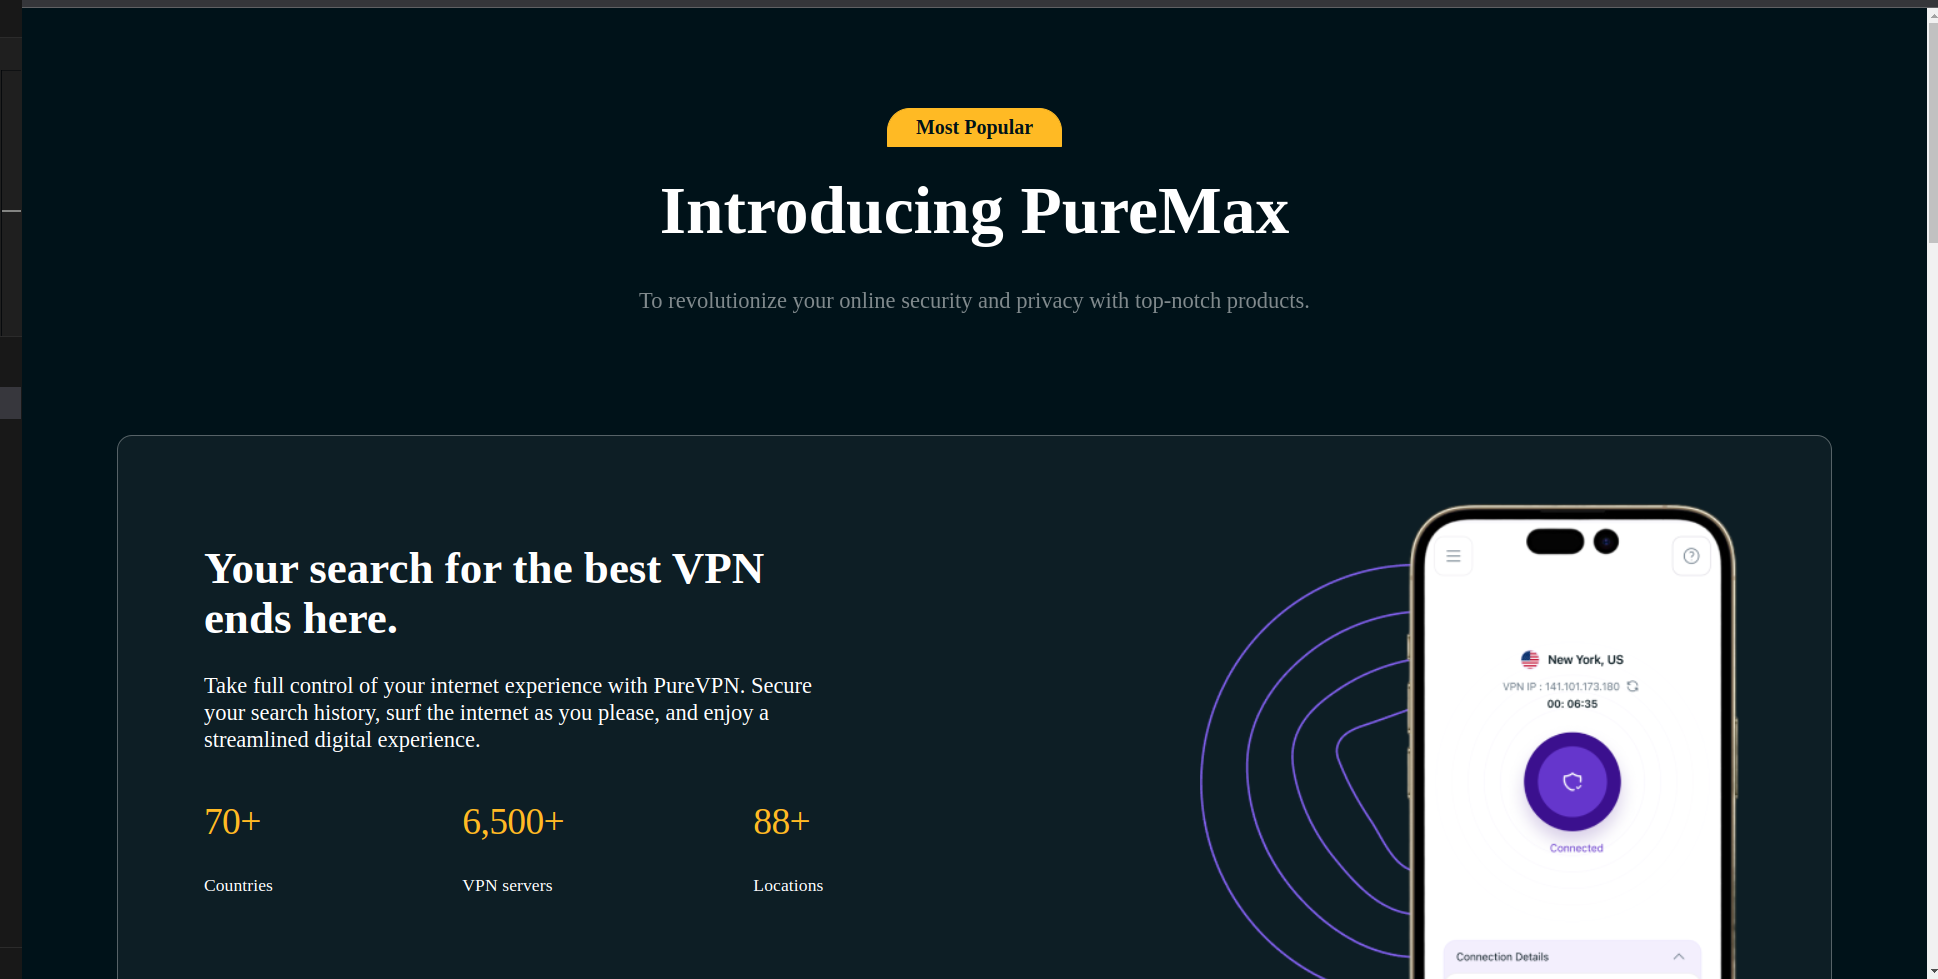 Most Popular
Introducing PureMax
To revolutionize your online security and privacy with top-notch products.
Your search for the best VPN
ends here.
Take full control of your internet experience with PureVPN. Secure
your search history, surf the internet as you please, and enjoy a
streamlined digital experience.
70+ 6,500+ 88+
Countries VPN servers Locations
New York, US
VPN IP : 141.101.173.180
00: 06:35
Connected
Connection Details